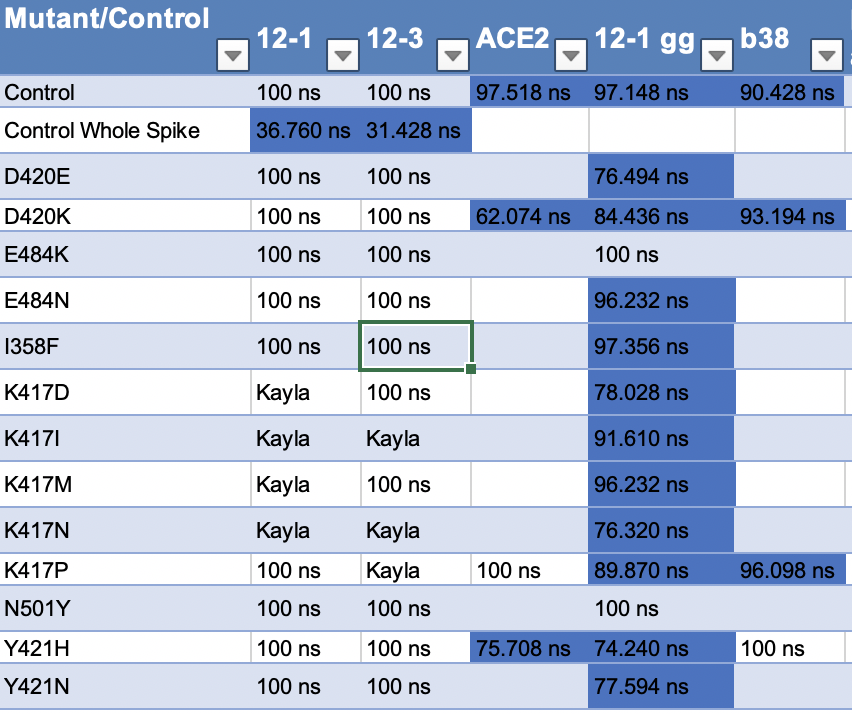 Mutant/Control 12-1 12-3 ACE2 12-1 gg b38
Control 100 ns 100 ns 97.518 ns 97.148 ns 90.428 ns
Control Whole Spike 36.760 ns 31.428 ns
D420E 100 ns 100 ns 76.494 ns
D420K 100 ns 100 ns 62.074 ns 84.436 ns 93.194 ns
E484K 100 ns 100 ns 100 ns
E484N 100 ns 100 ns 96.232 ns
I358F 100 ns 100 ns 97.356 ns
K417D Kayla 100 ns 78.028 ns
K417I Kayla Kayla 91.610 ns
K417M Kayla 100 ns 96.232 ns
K417N Kayla Kayla 76.320 ns
K417P 100 ns Kayla 100 ns 89.870 ns 96.098 ns
N501Y 100 ns 100 ns 100 ns
Y421H 100 ns 100 ns 75.708 ns 74.240 ns 100 ns
Y421N 100 ns 100 ns 77.594 ns